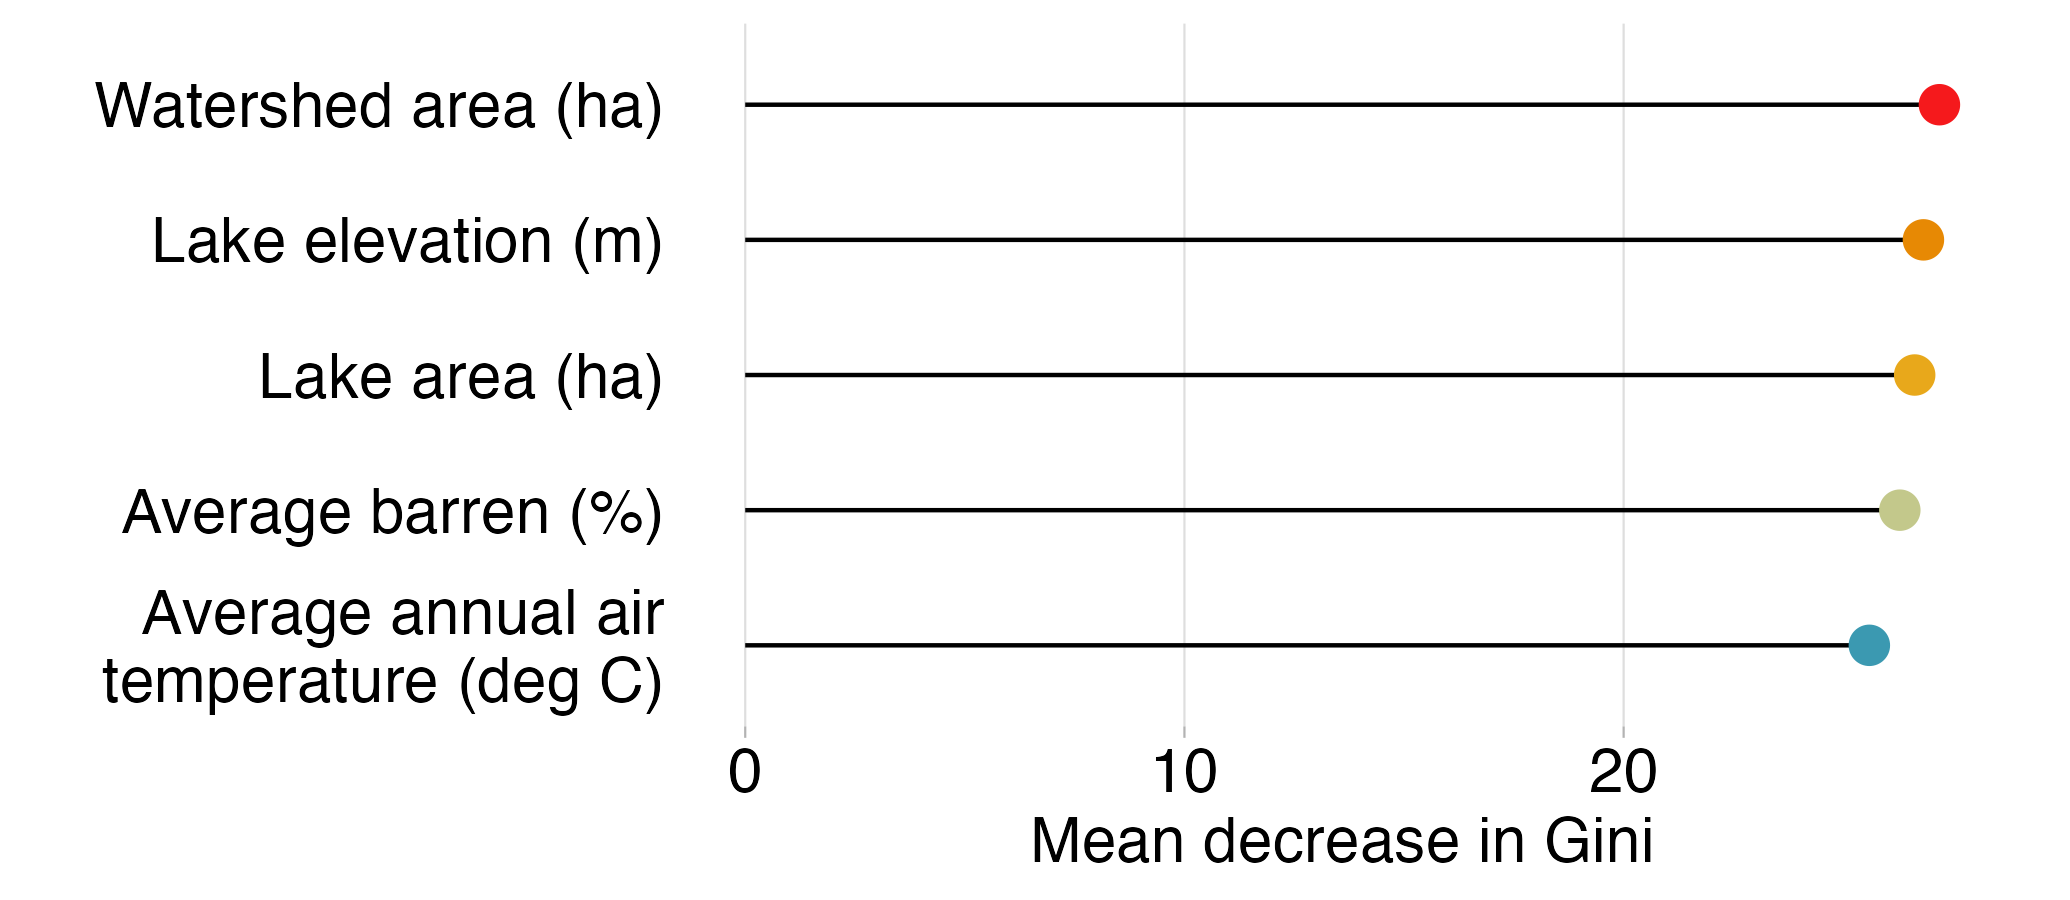 Watershed area (ha)
Lake elevation (m)
Lake area (ha)
Average barren (%)
Average annual air
temperature (deg C)
0 10 20
Mean decrease in Gini